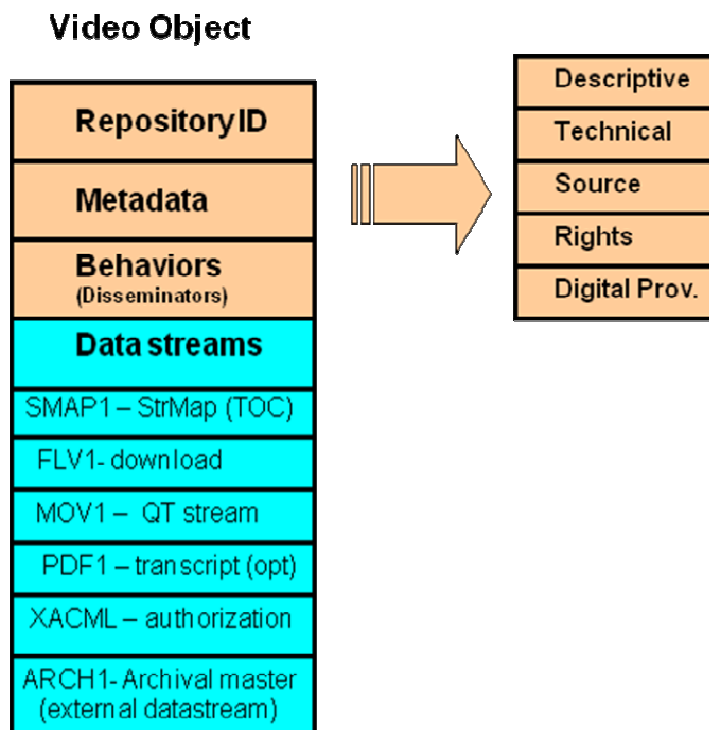 Video Object
Repository ID
Metadata
Behaviors
(Disseminators)
Data streams
SMAP1 – StrMap (TOC)
FLV1- download
MOV1 – QT stream
PDF1 – transcript (opt)
XACML – authorization
ARCH1- Archival master
(external datastream)
Descriptive
Technical
Source
Rights
Digital Prov.